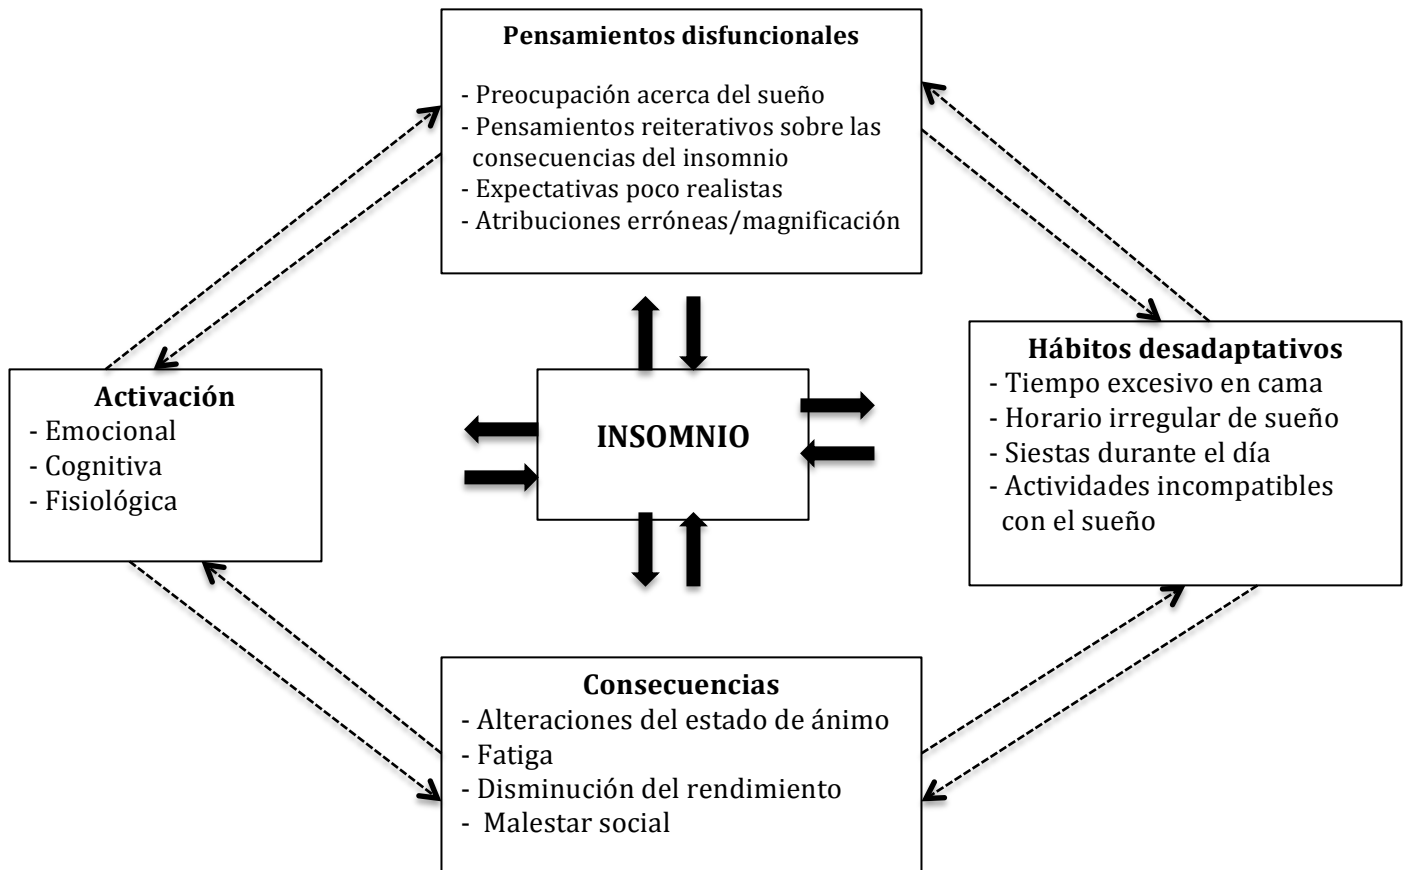 Pensamientos disfuncionales
- Preocupación acerca del sueño
- Pensamientos reiterativos sobre las
consecuencias del insomnio
- Expectativas poco realistas
- Atribuciones erróneas/magnificación
Activación
- Emocional
- Cognitiva
- Fisiológica
INSOMNIO
Hábitos desadaptativos
- Tiempo excesivo en cama
- Horario irregular de sueño
- Siestas durante el día
- Actividades incompatibles
con el sueño
Consecuencias
- Alteraciones del estado de ánimo
- Fatiga
- Disminución del rendimiento
- Malestar social